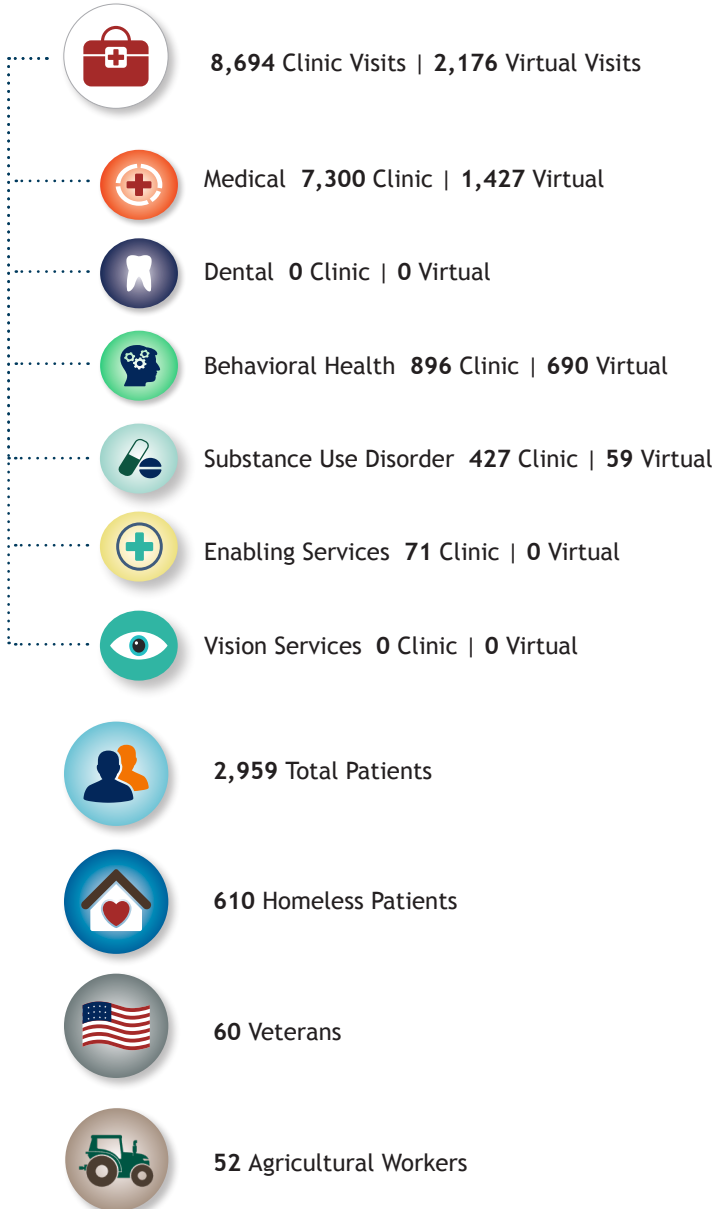 8,694 Clinic Visits | 2,176 Virtual Visits
Medical 7,300 Clinic | 1,427 Virtual
Dental 0 Clinic | 0 Virtual
Behavioral Health 896 Clinic | 690 Virtual
Substance Use Disorder 427 Clinic | 59 Virtual
Enabling Services 71 Clinic | 0 Virtual
Vision Services 0 Clinic | 0 Virtual
2,959 Total Patients
610 Homeless Patients
60 Veterans
52 Agricultural Workers